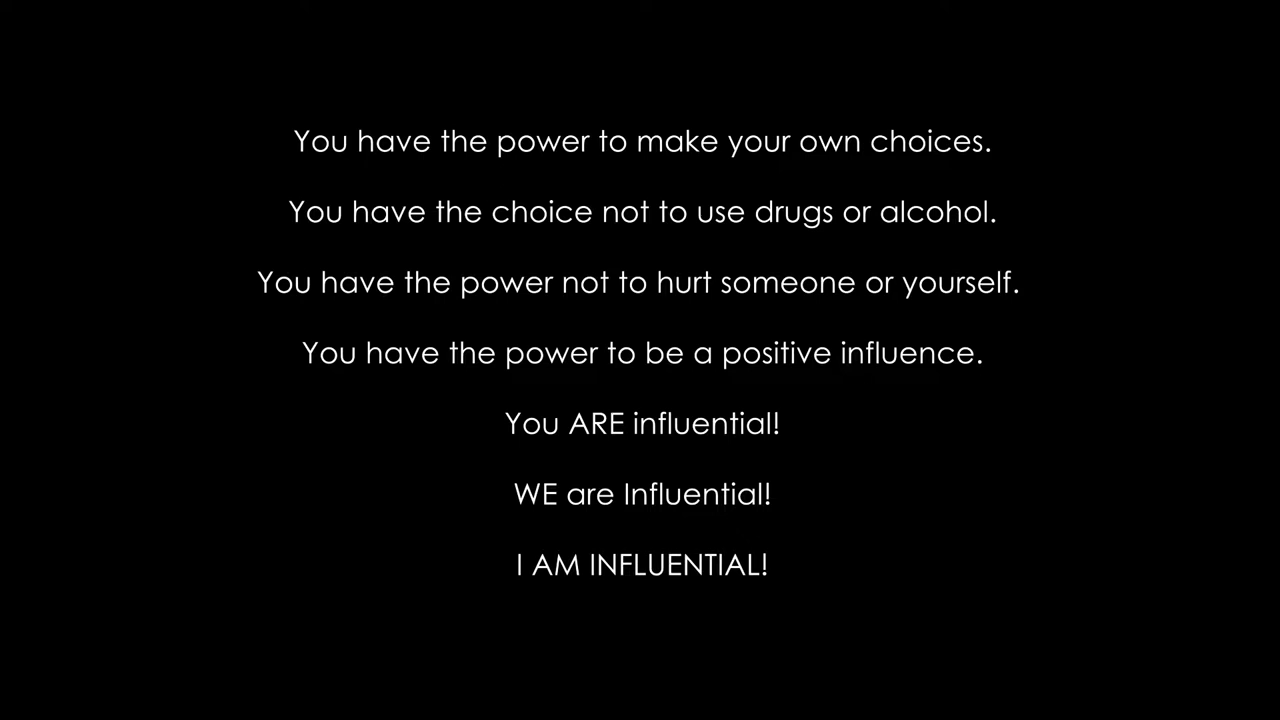 You have the power to make your own choices.
You have the choice not to use drugs or alcohol.
You have the power not to hurt someone or yourself.
You have the power to be a positive influence.
You ARE influential!
WE are Influential!
I AM INFLUENTIAL!